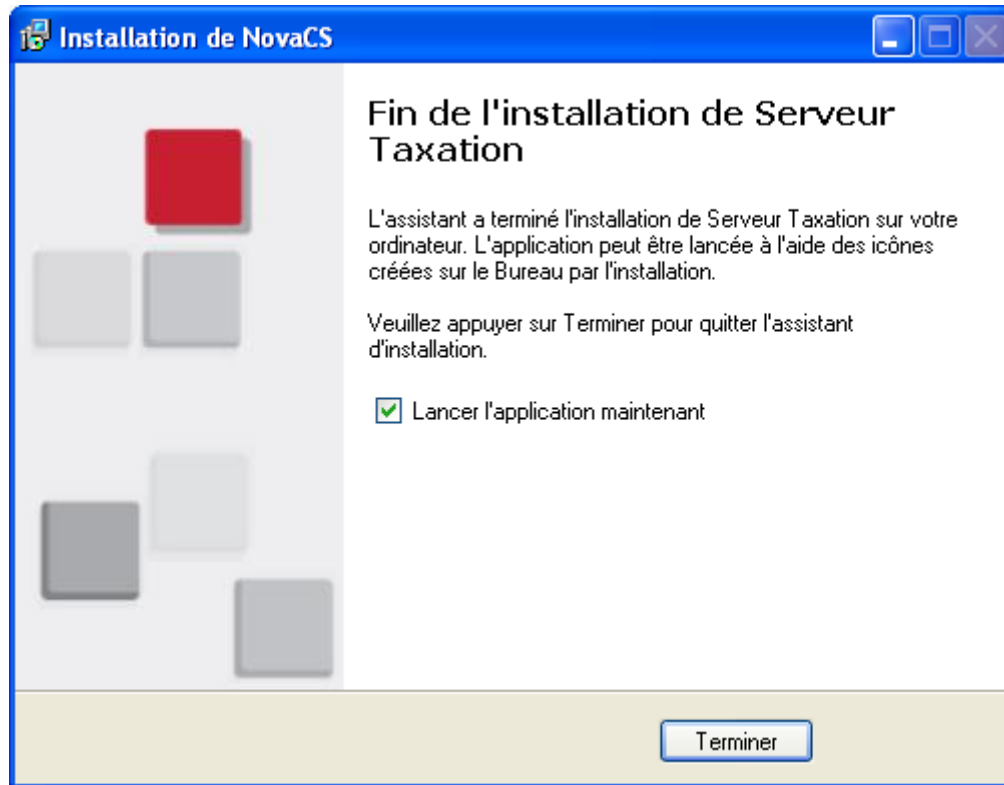 Installation de NovaCS
Fin de l'installation de Serveur
Taxation
L'assistant a terminé l'installation de Serveur Taxation sur votre
ordinateur. L'application peut être lancée à l'aide des icônes
créées sur le Bureau par l'installation.
Veuillez appuyer sur Terminer pour quitter l'assistant
d'installation.
Lancer l'application maintenant
Terminer